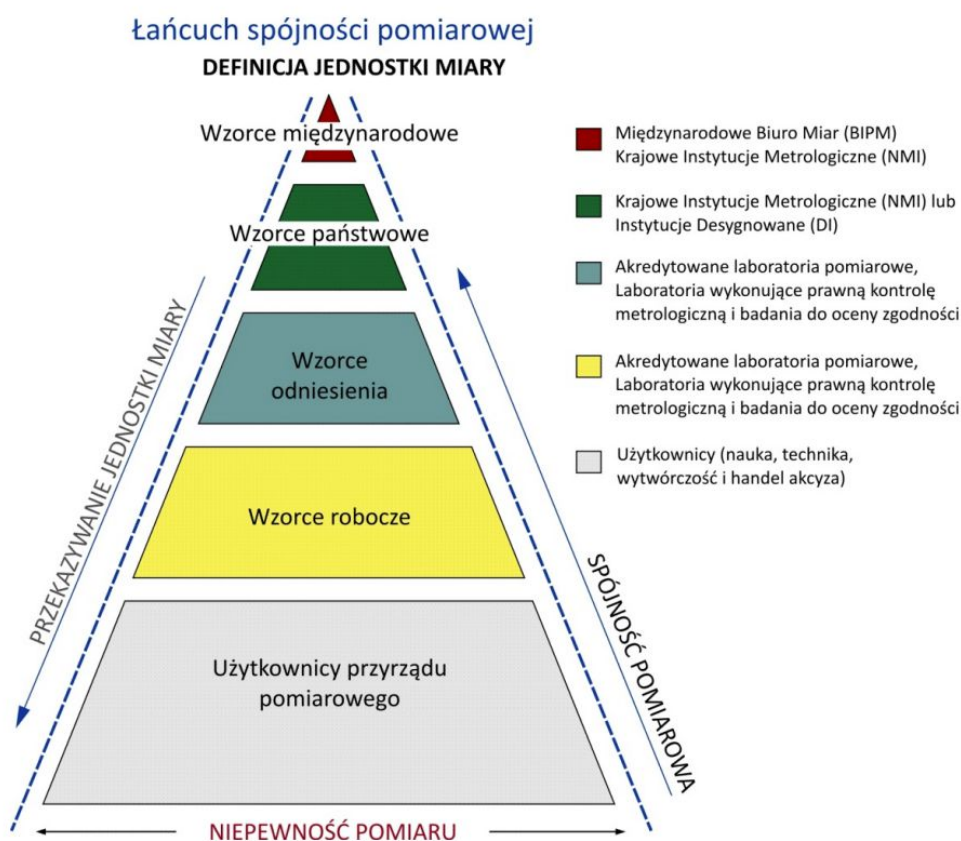 Łańcuch spójności pomiarowej
DEFINICJA JEDNOSTKI MIARY
Wzorce międzynarodowe
Wzorce państwowe
Wzorce
odniesienia
Wzorce robocze
Użytkownicy przyrządu
pomiarowego
PRZEKAZYWANIE JEDNOSTKI MIARY
SPÓJNOŚĆ POMIAROWA
NIEPEWNOŚĆ POMIARU
Międzynarodowe Biuro Miar (BIPM)
Krajowe Instytucje Metrologiczne (NMI)
Krajowe Instytucje Metrologiczne (NMI) lub
Instytucje Desygnowane (DI)
Akredytowane laboratoria pomiarowe,
Laboratoria wykonujące prawną kontrolę
metrologiczną i badania do oceny zgodności
Akredytowane laboratoria pomiarowe,
Laboratoria wykonujące prawną kontrolę
metrologiczną i badania do oceny zgodności
Użytkownicy (nauka, technika,
wytwórczość i handel akcyza)